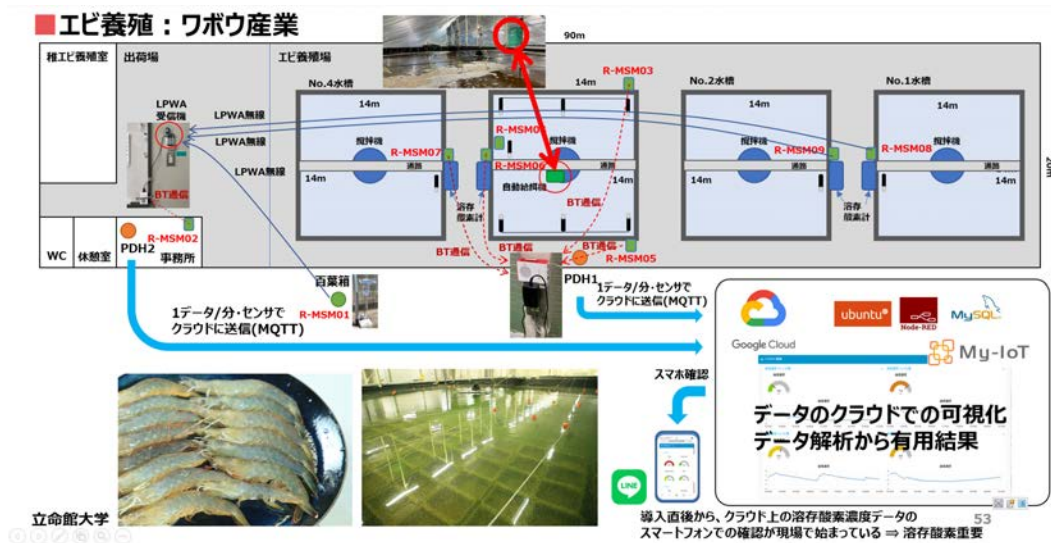 ■エビ養殖：ワボウ産業
90m
稚エビ養殖室
出荷場
エビ養殖場
LPWA
受信機
LPWA無線
LPWA無線
LPWA無線
BT通信
R-MSM02
WC
休憩室
PDH2
事務所
No.4水槽
14m
撹拌機
R-MSM07
通路
14m
溶存
酸素計
14m
R-MSM03
撹拌機
R-MSM06
通路
自動給餌機
14m
BT通信
BT通信
BT通信
BT通信
R-MSM05
PDH1
No.2水槽
14m
撹拌機
R-MSM09
通路
14m
溶存
酸素計
No.1水槽
14m
R-MSM08
撹拌機
通路
14m
百葉箱
R-MSM01
1データ/分・センサで
クラウドに送信(MQTT)
1データ/分・センサで
クラウドに送信(MQTT)
Google Cloud
ubuntu
Node-RED
MySQL
My-IoT
データのクラウドでの可視化
データ解析から有用結果
スマホ確認
LINE
立命館大学
導入直後から、クラウド上の溶存酸素濃度データの
スマートフォンでの確認が現場で始まっている ⇒ 溶存酸素重要
53